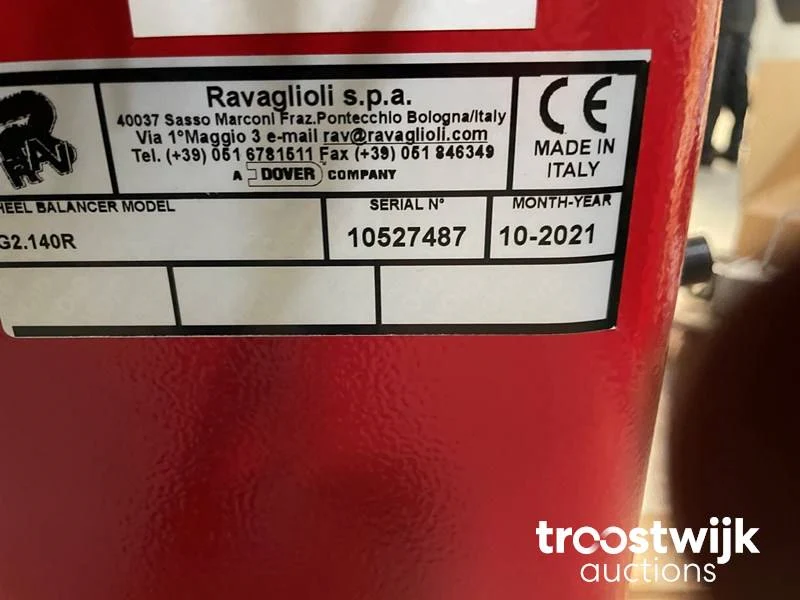 RAV
Ravaglioli s.p.a.
40037 Sasso Marconi Fraz.Pontecchio Bologna/Italy
Via 1°Maggio 3 e-mail rav@ravaglioli.com
Tel. (+39) 051 6781511 Fax (+39) 051 846349
A DOVER COMPANY
CE
MADE IN
ITALY
HEEL BALANCER MODEL
G2.140R
SERIAL N°
10527487
MONTH-YEAR
10-2021
troostwijk
auctions